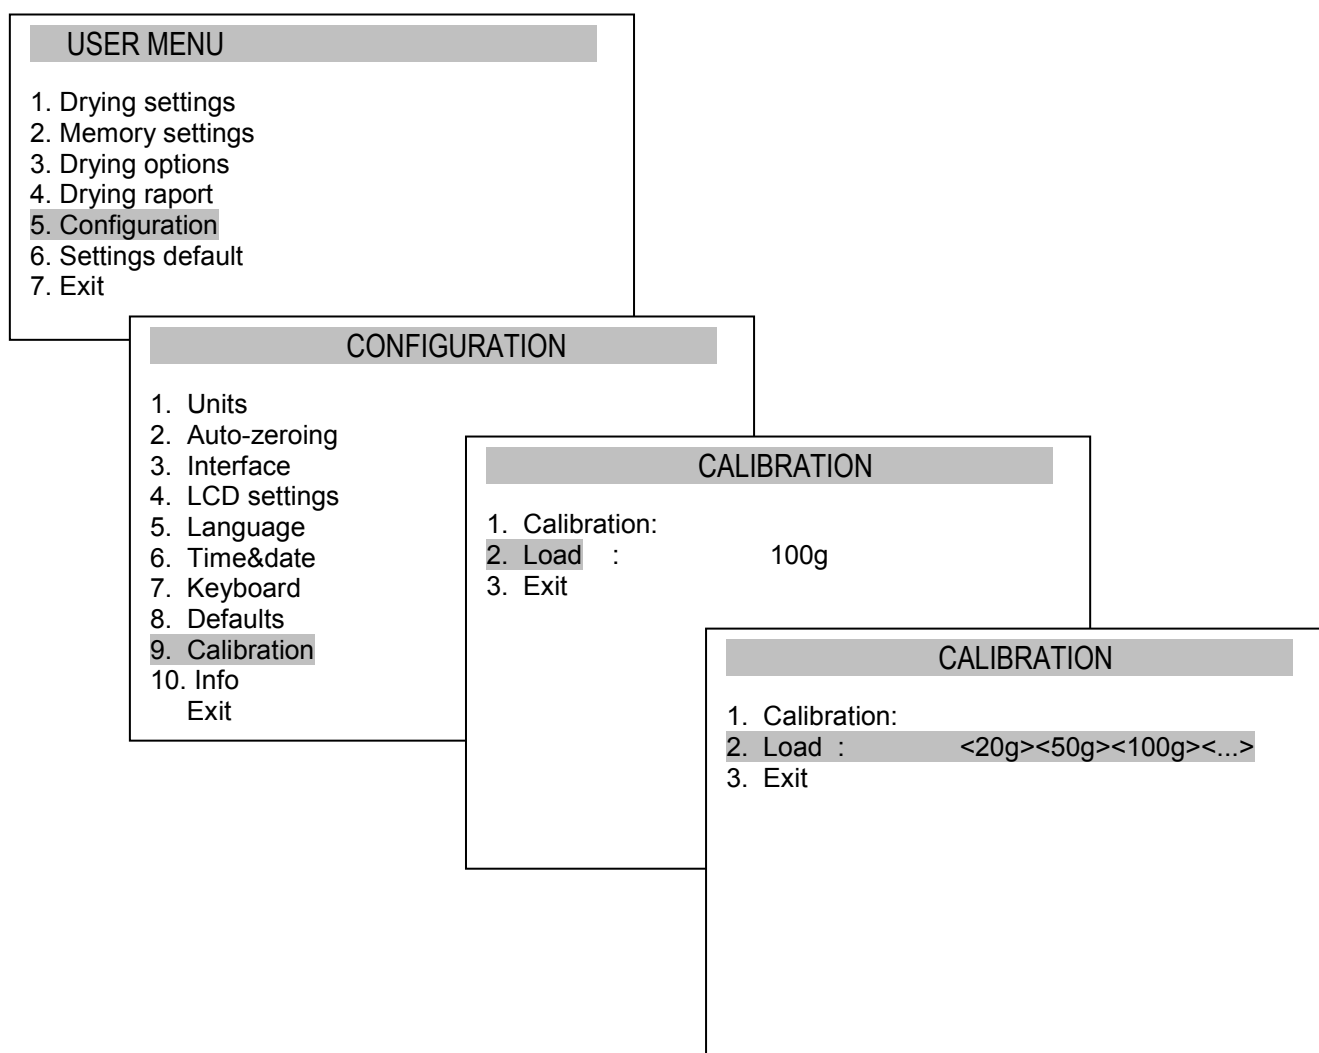 USER MENU
1. Drying settings
2. Memory settings
3. Drying options
4. Drying raport
5. Configuration
6. Settings default
7. Exit
CONFIGURATION
1. Units
2. Auto-zeroing
3. Interface
4. LCD settings
5. Language
6. Time&date
7. Keyboard
8. Defaults
9. Calibration
10. Info
Exit
CALIBRATION
1. Calibration:
2. Load : 100g
3. Exit
CALIBRATION
1. Calibration:
2. Load : <20g><50g><100g><...>
3. Exit